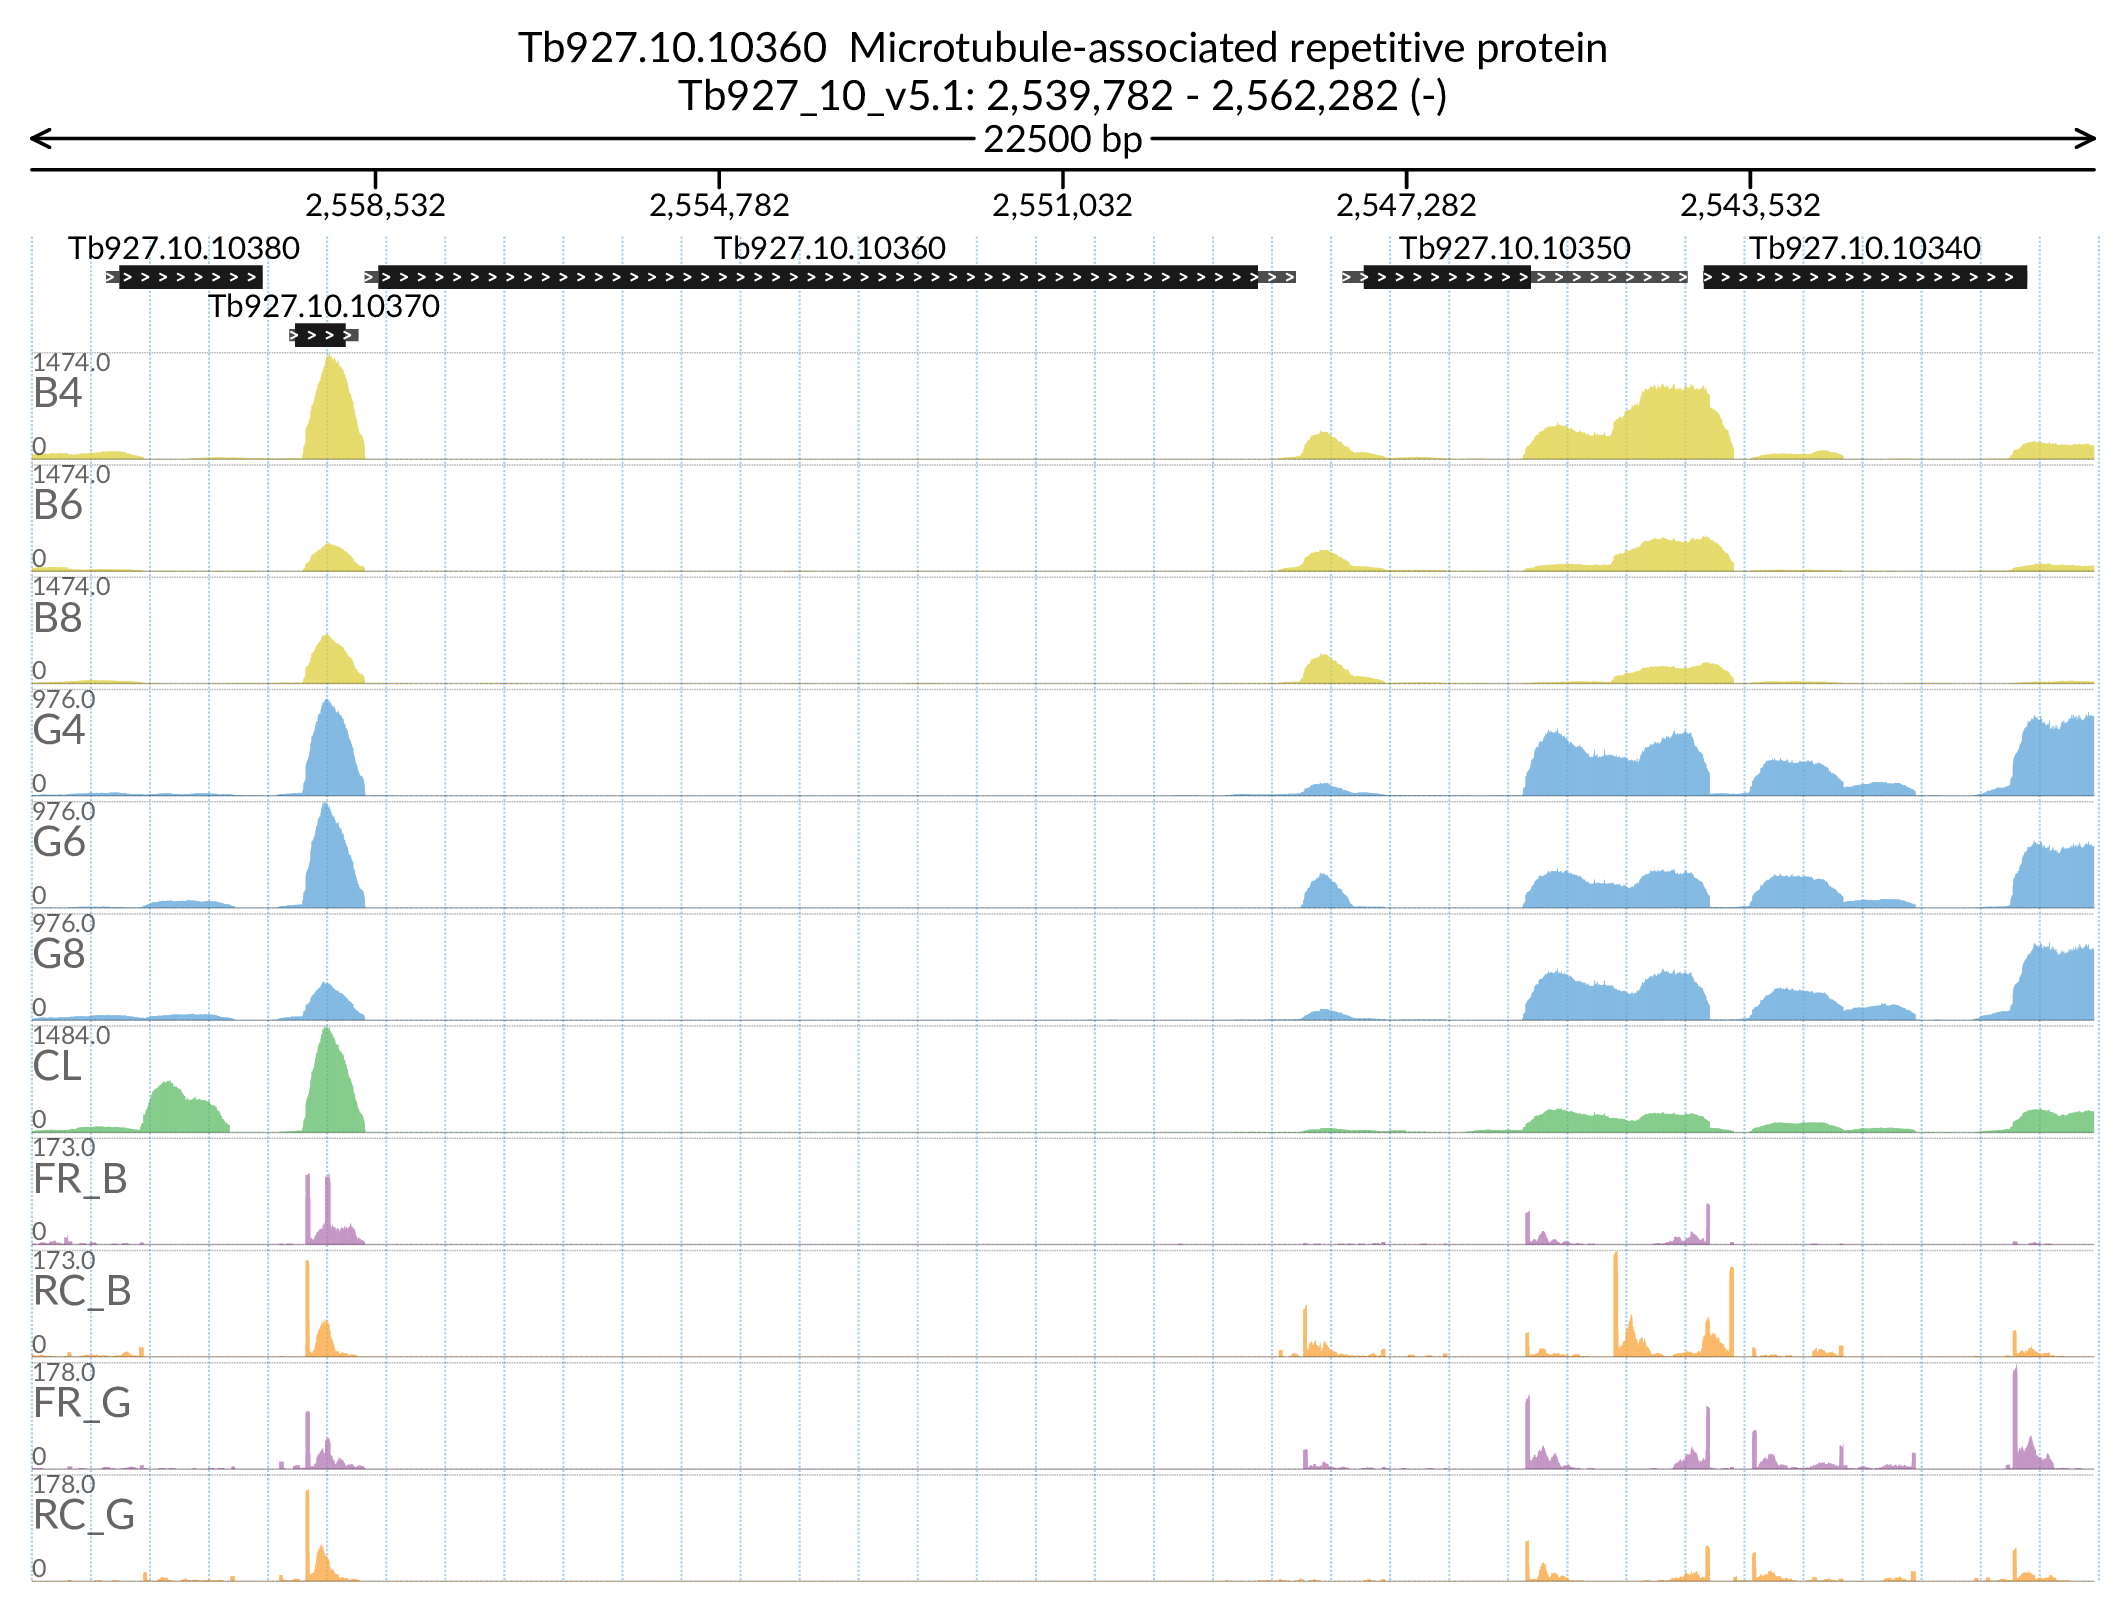 Tb927.10.10360  Microtubule-associated repetitive protein
Tb927_10_v5.1: 2,539,782 - 2,562,282 (-)
22500 bp
2,558,532 2,554,782 2,551,032 2,547,282 2,543,532
Tb927.10.10380 Tb927.10.10360 Tb927.10.10350 Tb927.10.10340
Tb927.10.10370
1474.0
B4
0
1474.0
B6
0
1474.0
B8
0
976.0
G4
0
976.0
G6
0
976.0
G8
0
1484.0
CL
0
173.0
FR_B
0
173.0
RC_B
0
178.0
FR_G
0
178.0
RC_G
0